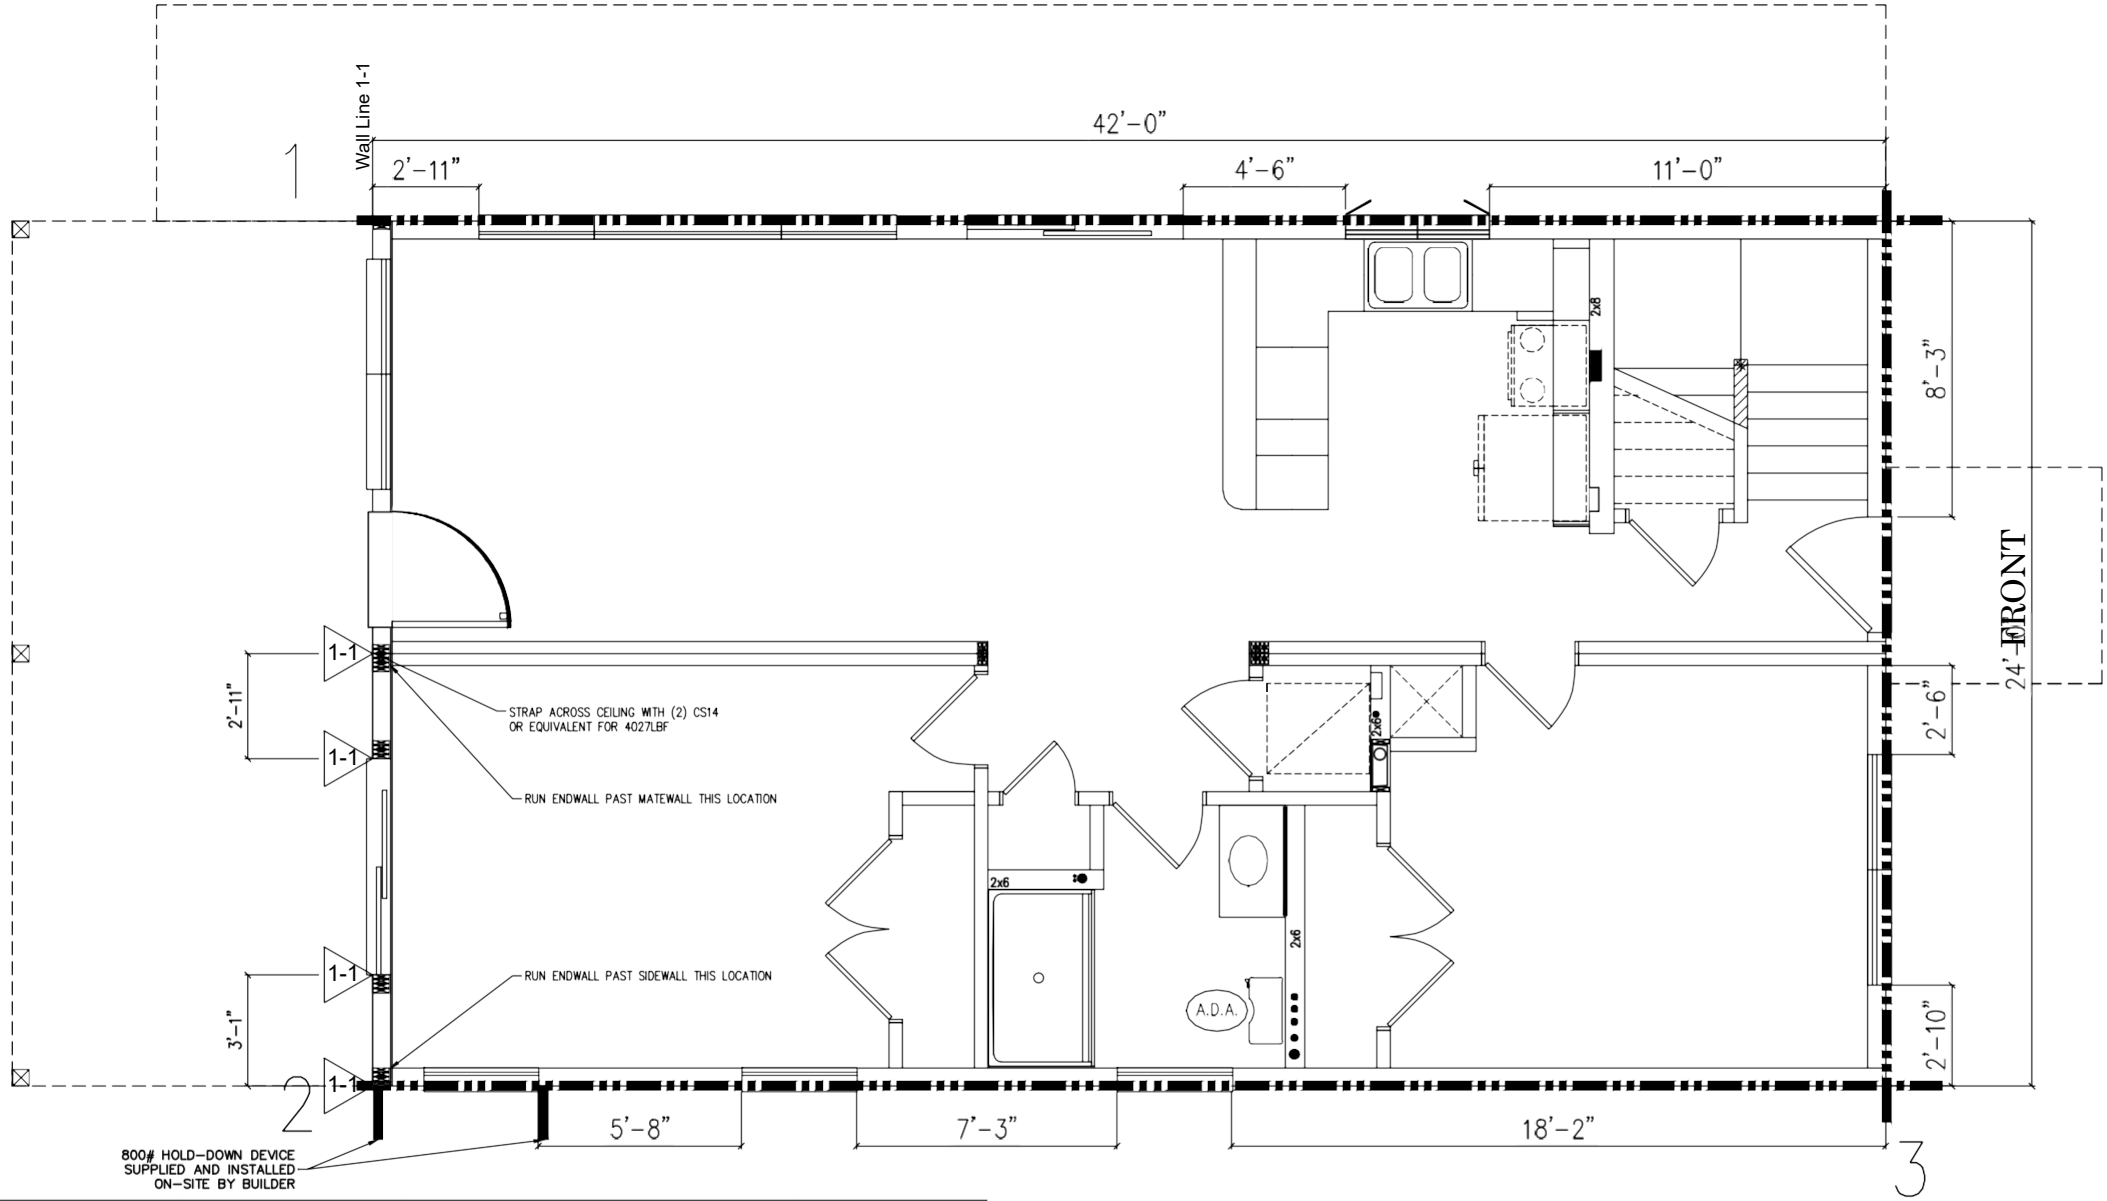 Wall Line 1-1
42'-0"
1
2'-11"
4'-6"
11'-0"
2x8
8'-3"
FRONT
1-1
2'-11"
STRAP ACROSS CEILING WITH (2) CS14
OR EQUIVALENT FOR 4027LBF
2x6
2'-6"
1-1
RUN ENDWALL PAST MATEWALL THIS LOCATION
2x6
2x6
1-1
RUN ENDWALL PAST SIDEWALL THIS LOCATION
A.D.A.
3'-1"
2'-10"
1-1
2
5'-8"
7'-3"
18'-2"
3
800# HOLD-DOWN DEVICE
SUPPLIED AND INSTALLED
ON-SITE BY BUILDER